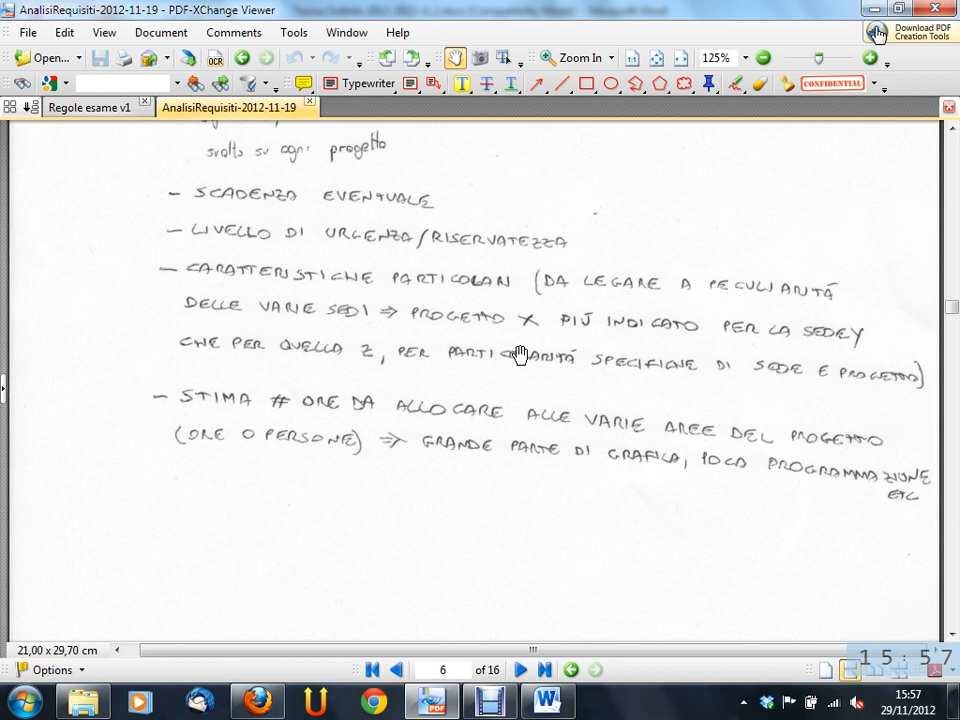 AnalisiRequisiti-2012-11-19 - PDF-XChange Viewer
File Edit View Document Comments Tools Window Help
Download PDF
Creation Tools
Open... OCR Zoom In 125%
Typewriter CONFIDENTIAL
Regole esame v1 AnalisiRequisiti-2012-11-19
svolto su ogni progetto
- SCADENZA EVENTUALE
- LIVELLO DI URGENZA/RISERVATEZZA
- CARATTERISTICHE PARTICOLARI (DA LEGARE A PECULIARITÁ
DELLE VARIE SEDI ⇒ PROGETTO X PIÚ INDICATO PER LA SEDE Y
CHE PER QUELLA Z, PER PARTICOLARITÁ SPECIFICHE DI SEDE E PROGETTO)
- STIMA # ORE DA ALLOCARE ALLE VARIE AREE DEL PROGETTO
(ORE O PERSONE) ⇒ GRANDE PARTE DI GRAFICA, POCA PROGRAMMAZIONE
ETC
21,00 x 29,70 cm
15:57
Options 6 of 16
15:57
29/11/2012